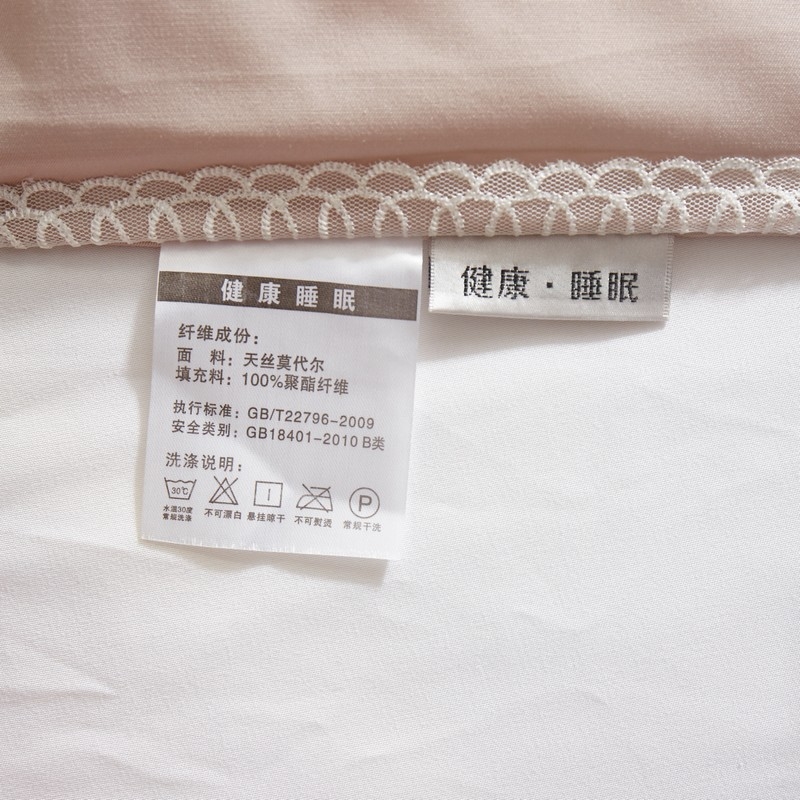 健康睡眠
健康·睡眠
纤维成份：
面 料：天丝莫代尔
填充料：100%聚酯纤维
执行标准：GB/T22796-2009
安全类别：GB18401-2010 B类
洗涤说明：
30℃
P
水温30度
常规洗涤
不可漂白
悬挂晾干
不可熨烫
常规干洗